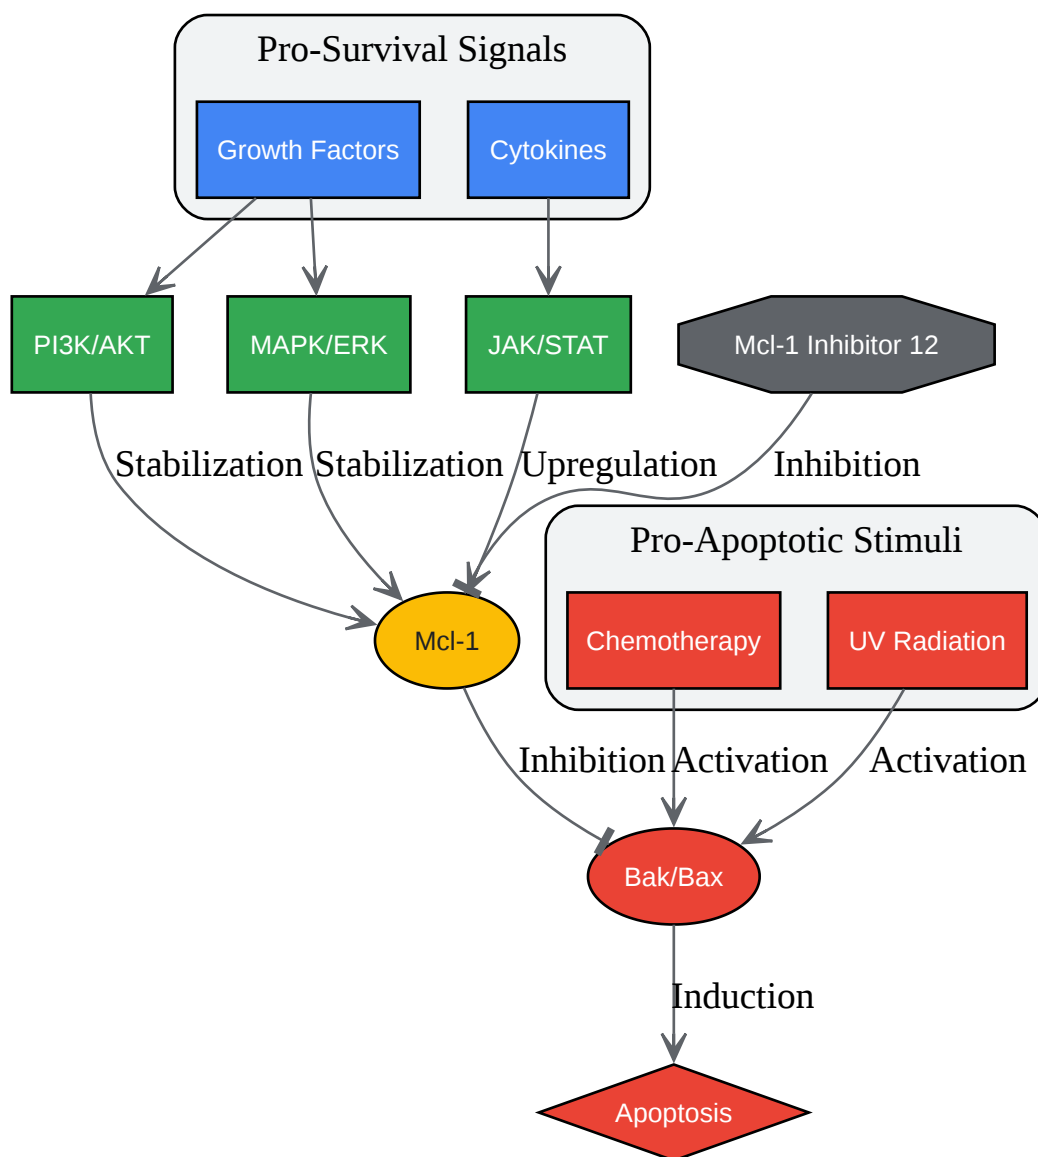 Pro-Survival Signals
Growth Factors
Cytokines
PI3K/AKT
MAPK/ERK
JAK/STAT
Mcl-1 Inhibitor 12
Stabilization
Stabilization
Upregulation
Inhibition
Pro-Apoptotic Stimuli
Mcl-1
Chemotherapy
UV Radiation
Inhibition
Activation
Activation
Bak/Bax
Induction
Apoptosis